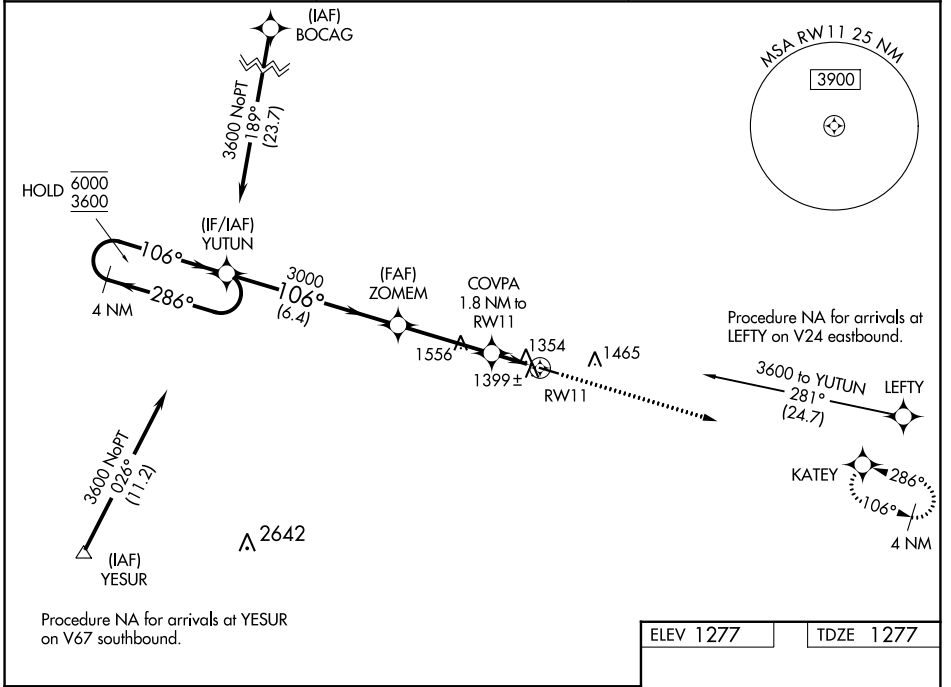 (IAF)
BOCAG
MSA RW11 25 NM
3900
3600 NoPT
189°
(23.7)
HOLD 6000
3600
(IF/IAF)
YUTUN
106°
286°
4 NM
3000
106°
(6.4)
(FAF)
ZOMEM
COVPA
1.8 NM to
RW11
1556
1354
1399±
1465
RW11
Procedure NA for arrivals at
LEFTY on V24 eastbound.
3600 to YUTUN
281°
(24.7)
LEFTY
KATEY
286°
106°
4 NM
3600 NoPT
026°
(11.2)
2642
(IAF)
YESUR
Procedure NA for arrivals at YESUR
on V67 southbound.
ELEV 1277
TDZE 1277